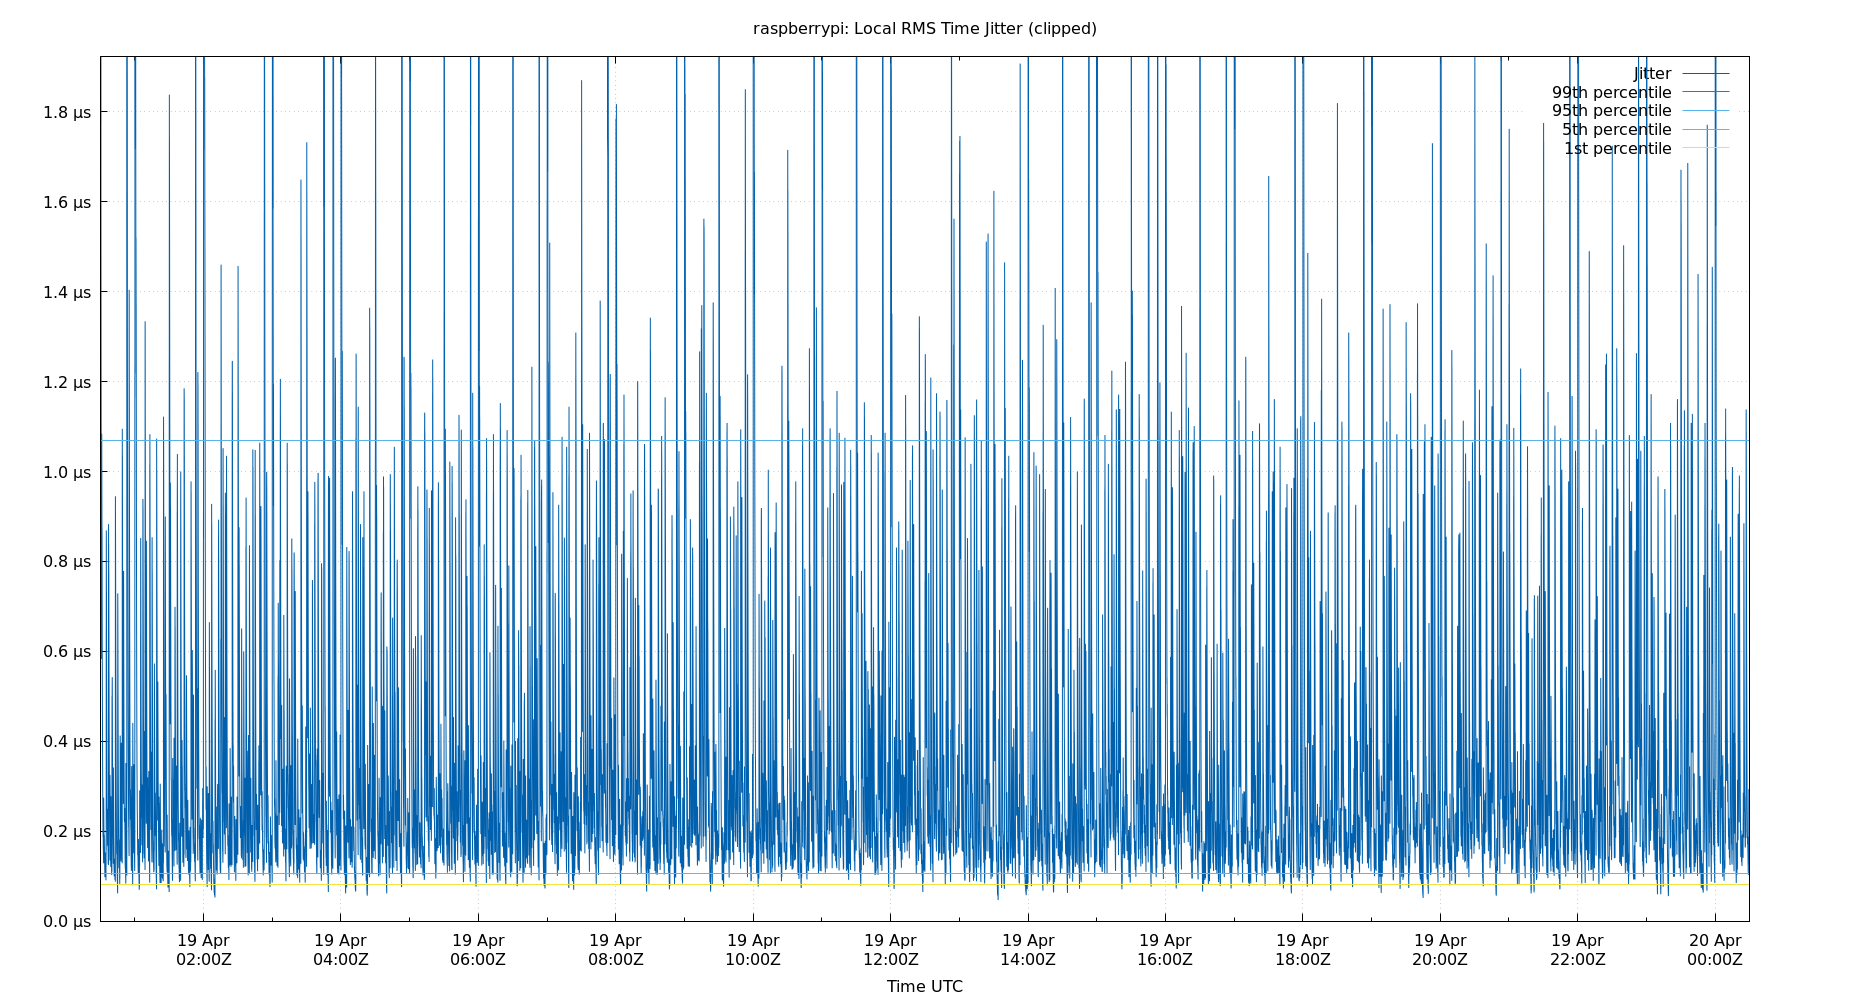 raspberrypi: Local RMS Time Jitter (clipped)
Jitter
99th percentile
95th percentile
5th percentile
1st percentile
1.8 µs
1.6 µs
1.4 µs
1.2 µs
1.0 µs
0.8 µs
0.6 µs
0.4 µs
0.2 µs
0.0 µs
19 Apr 19 Apr 19 Apr 19 Apr 19 Apr 19 Apr 19 Apr 19 Apr 19 Apr 19 Apr 19 Apr 20 Apr
02:00Z 04:00Z 06:00Z 08:00Z 10:00Z 12:00Z 14:00Z 16:00Z 18:00Z 20:00Z 22:00Z 00:00Z
Time UTC